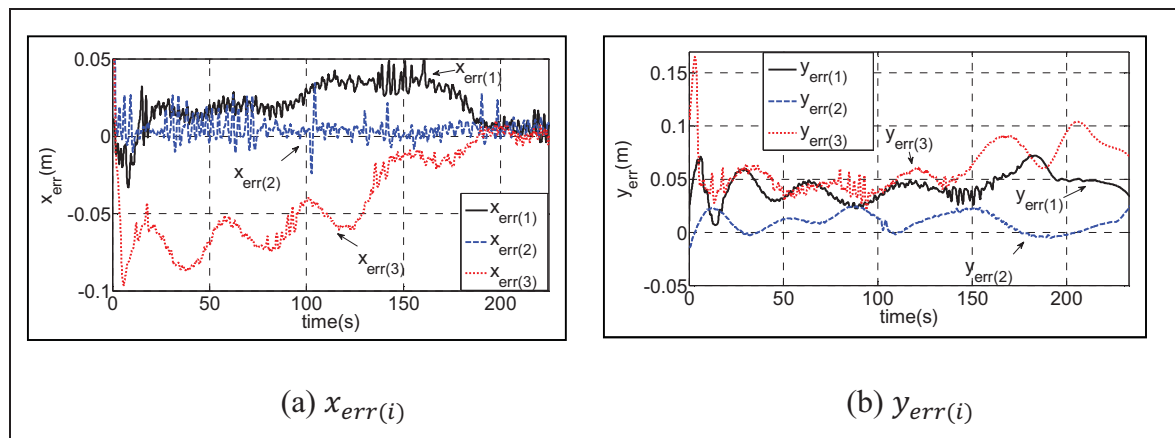 0.05
0
-0.05
-0.1
x_err(m)
0 50 100 150 200
time(s)
x_err(1)
x_err(2)
x_err(3)
x_err(1)
x_err(2)
x_err(3)
(a) x_err(i)
0.15
0.1
0.05
0
-0.05
y_err(m)
0 50 100 150 200
time(s)
y_err(1)
y_err(2)
y_err(3)
y_err(3)
y_err(1)
y_err(2)
(b) y_err(i)